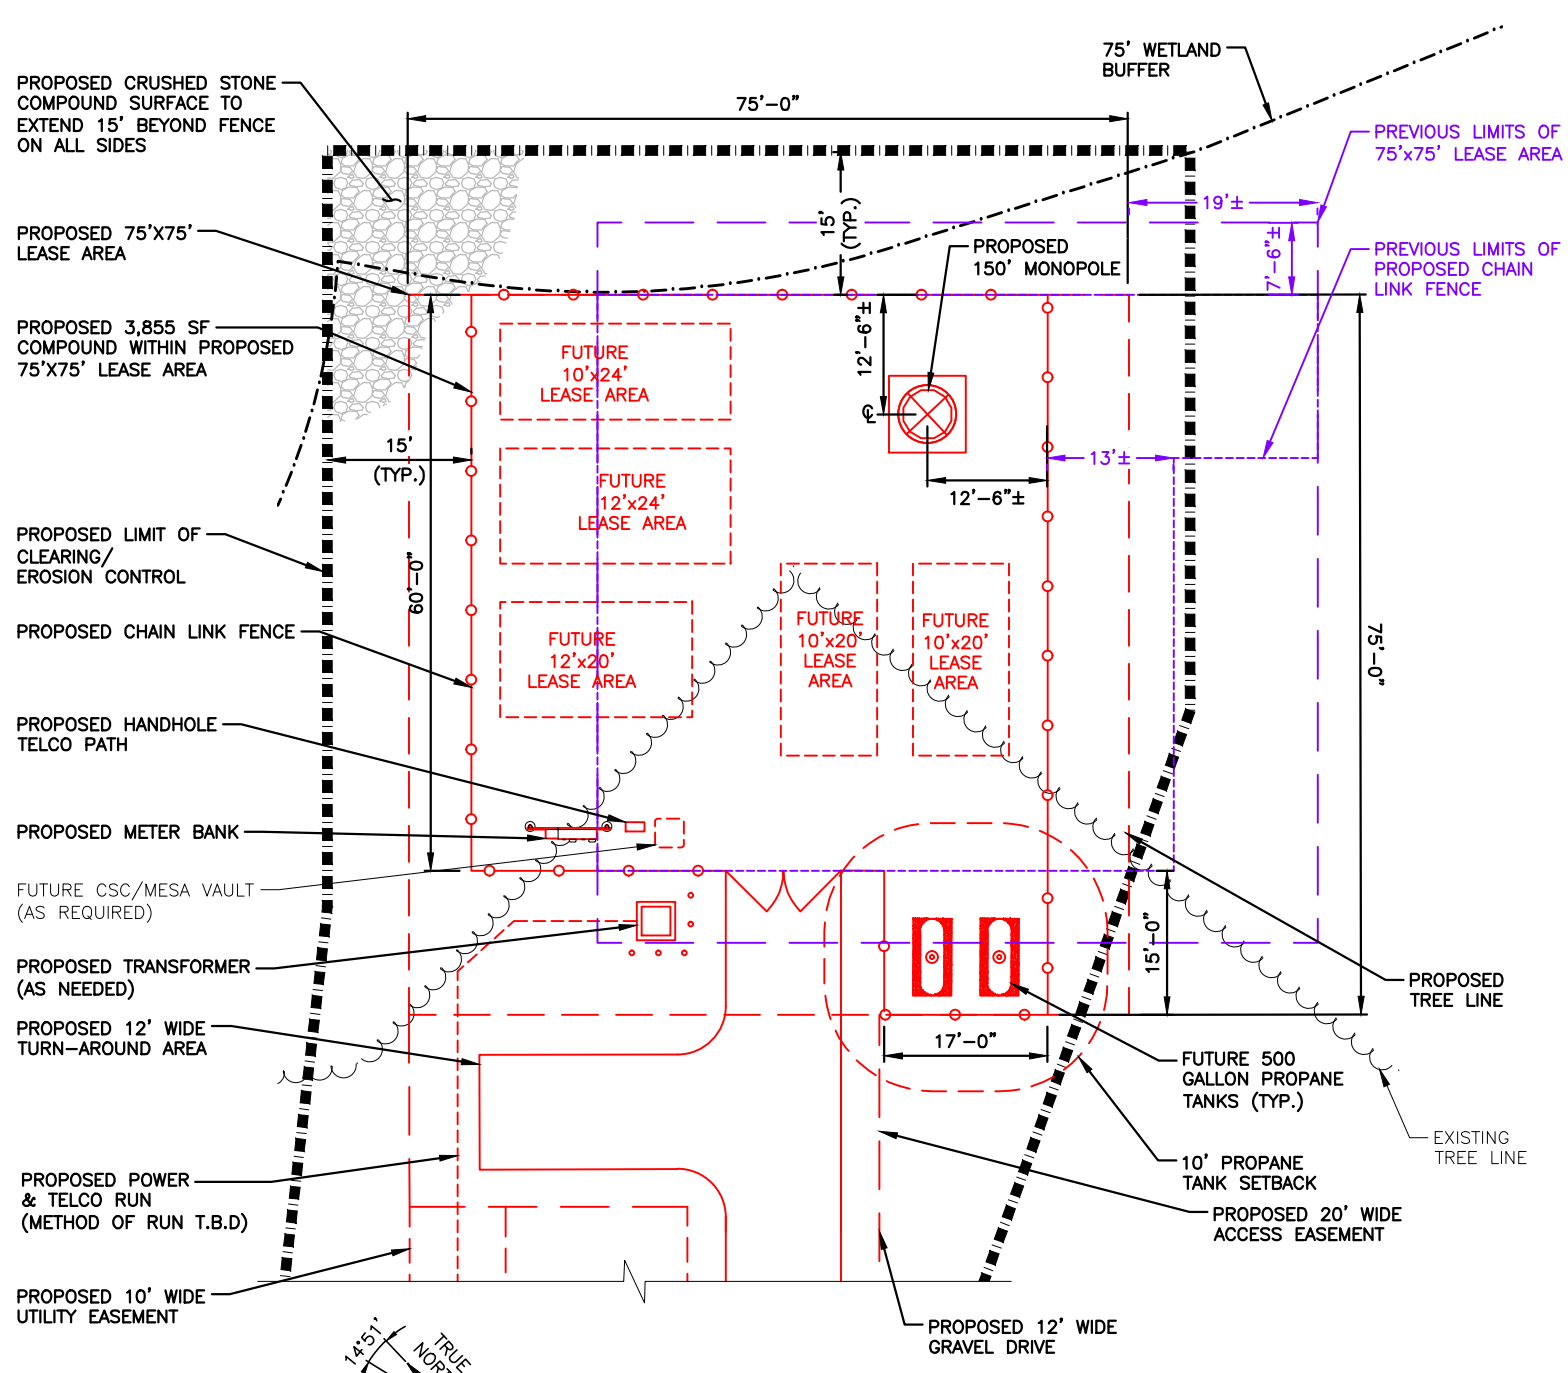 75' WETLAND
BUFFER
PROPOSED CRUSHED STONE
COMPOUND SURFACE TO
EXTEND 15' BEYOND FENCE
ON ALL SIDES
75'-0"
PREVIOUS LIMITS OF
75'x75' LEASE AREA
19'±
15'
(TYP.)
PROPOSED 75'X75'
LEASE AREA
PROPOSED
150' MONOPOLE
7'-6"±
PREVIOUS LIMITS OF
PROPOSED CHAIN
LINK FENCE
PROPOSED 3,855 SF
COMPOUND WITHIN PROPOSED
75'X75' LEASE AREA
12'-6"±
FUTURE
10'x24'
LEASE AREA
℄
15'
(TYP.)
13'±
12'-6"±
FUTURE
12'x24'
LEASE AREA
PROPOSED LIMIT OF
CLEARING/
EROSION CONTROL
60'-0"
75'-0"
PROPOSED CHAIN LINK FENCE
FUTURE
12'x20'
LEASE AREA
FUTURE
10'x20'
LEASE
AREA
FUTURE
10'x20'
LEASE
AREA
PROPOSED HANDHOLE
TELCO PATH
PROPOSED METER BANK
FUTURE CSC/MESA VAULT
(AS REQUIRED)
15'-0"
PROPOSED TRANSFORMER
(AS NEEDED)
PROPOSED
TREE LINE
PROPOSED 12' WIDE
TURN-AROUND AREA
17'-0"
FUTURE 500
GALLON PROPANE
TANKS (TYP.)
EXISTING
TREE LINE
10' PROPANE
TANK SETBACK
PROPOSED POWER
& TELCO RUN
(METHOD OF RUN T.B.D)
PROPOSED 20' WIDE
ACCESS EASEMENT
PROPOSED 10' WIDE
UTILITY EASEMENT
PROPOSED 12' WIDE
GRAVEL DRIVE
14°51'
TRUE